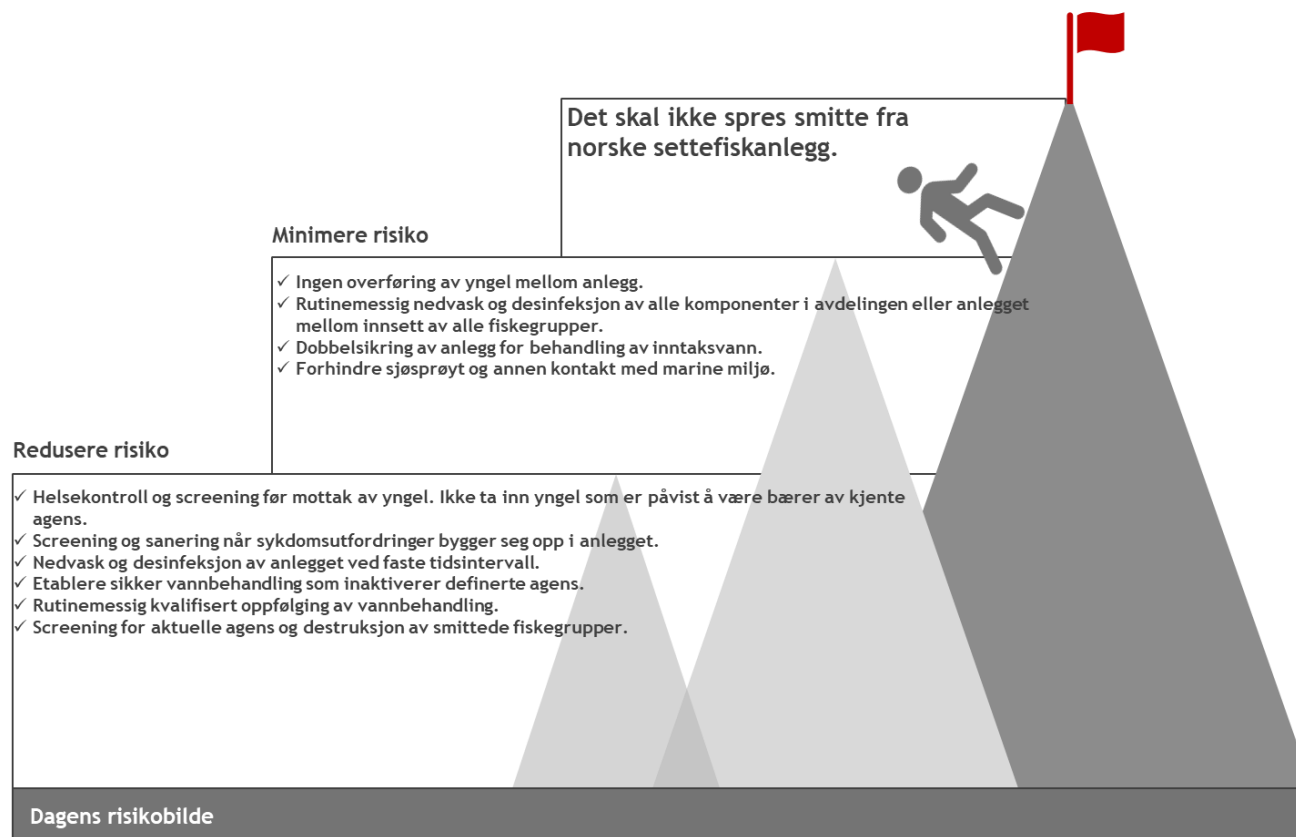 Det skal ikke spres smitte fra
norske settefiskanlegg.
Minimere risiko
✓ Ingen overføring av yngel mellom anlegg.
✓ Rutinemessig nedvask og desinfeksjon av alle komponenter i avdelingen eller anlegget
mellom innsett av alle fiskegrupper.
✓ Dobbelsikring av anlegg for behandling av inntaksvann.
✓ Forhindre sjøsprøyt og annen kontakt med marine miljø.
Redusere risiko
✓ Helsekontroll og screening før mottak av yngel. Ikke ta inn yngel som er påvist å være bærer av kjente
agens.
✓ Screening og sanering når sykdomsutfordringer bygger seg opp i anlegget.
✓ Nedvask og desinfeksjon av anlegget ved faste tidsintervall.
✓ Etablere sikker vannbehandling som inaktiverer definerte agens.
✓ Rutinemessig kvalifisert oppfølging av vannbehandling.
✓ Screening for aktuelle agens og destruksjon av smittede fiskegrupper.
Dagens risikobilde